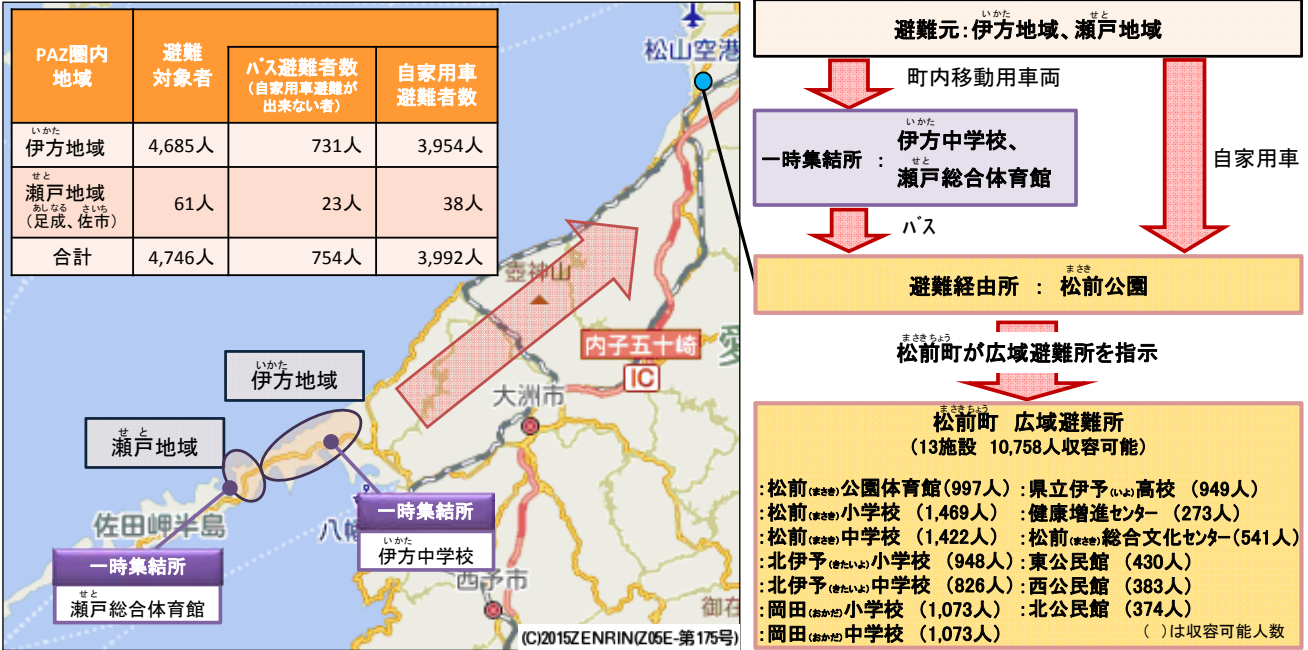 PAZ圏内
地域
避難
対象者
バス避難者数
(自家用車避難が
出来ない者)
自家用車
避難者数
いかた
伊方地域
4,685人
731人
3,954人
せと
瀬戸地域
あしなる さいち
(足成、佐市)
61人
23人
38人
合計
4,746人
754人
3,992人
松山空港
壺神山
内子五十崎
IC
愛
大洲市
いかた
伊方地域
せと
瀬戸地域
佐田岬半島
八幡
一時集結所
いかた
伊方中学校
一時集結所
せと
瀬戸総合体育館
西予市
御在
(C)2015ZENRIN(Z05E-第175号)
いかた せと
避難元:伊方地域、瀬戸地域
町内移動用車両
自家用車
いかた
一時集結所 : 伊方中学校、
せと
瀬戸総合体育館
バス
まさき
避難経由所 : 松前公園
まさきちょう
松前町が広域避難所を指示
まさきちょう
松前町 広域避難所
(13施設 10,758人収容可能)
:松前(まさき)公園体育館(997人)
:松前(まさき)小学校 (1,469人)
:松前(まさき)中学校 (1,422人)
:北伊予(きたいよ)小学校 (948人)
:北伊予(きたいよ)中学校 (826人)
:岡田(おかだ)小学校 (1,073人)
:岡田(おかだ)中学校 (1,073人)
:県立伊予(いよ)高校 (949人)
:健康増進センター (273人)
:松前(まさき)総合文化センター(541人)
:東公民館 (430人)
:西公民館 (383人)
:北公民館 (374人)
( )は収容可能人数